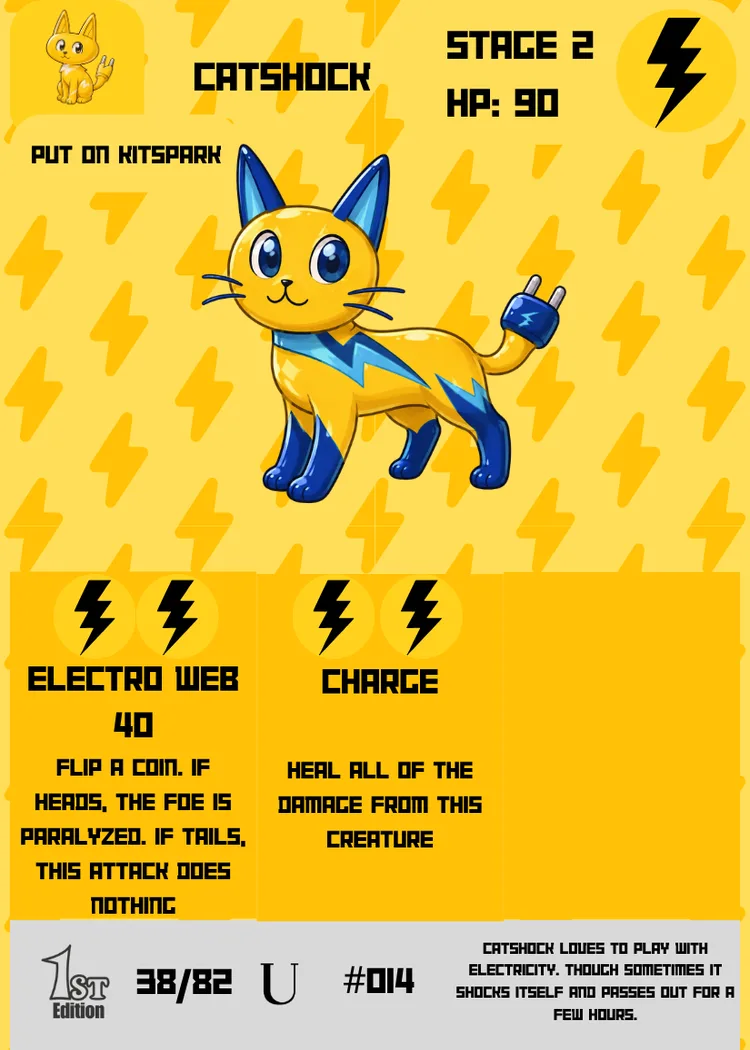 CATSHOCK
STAGE 2
HP: 90
PUT ON KITSPARK
ELECTRO WEB
40
FLIP A COIN. IF
HEADS, THE FOE IS
PARALYZED. IF TAILS,
THIS ATTACK DOES
NOTHING
CHARGE
HEAL ALL OF THE
DAMAGE FROM THIS
CREATURE
1ST
Edition
38/82
U
#014
CATSHOCK LOVES TO PLAY WITH
ELECTRICITY. THOUGH SOMETIMES IT
SHOCKS ITSELF AND PASSES OUT FOR A
FEW HOURS.